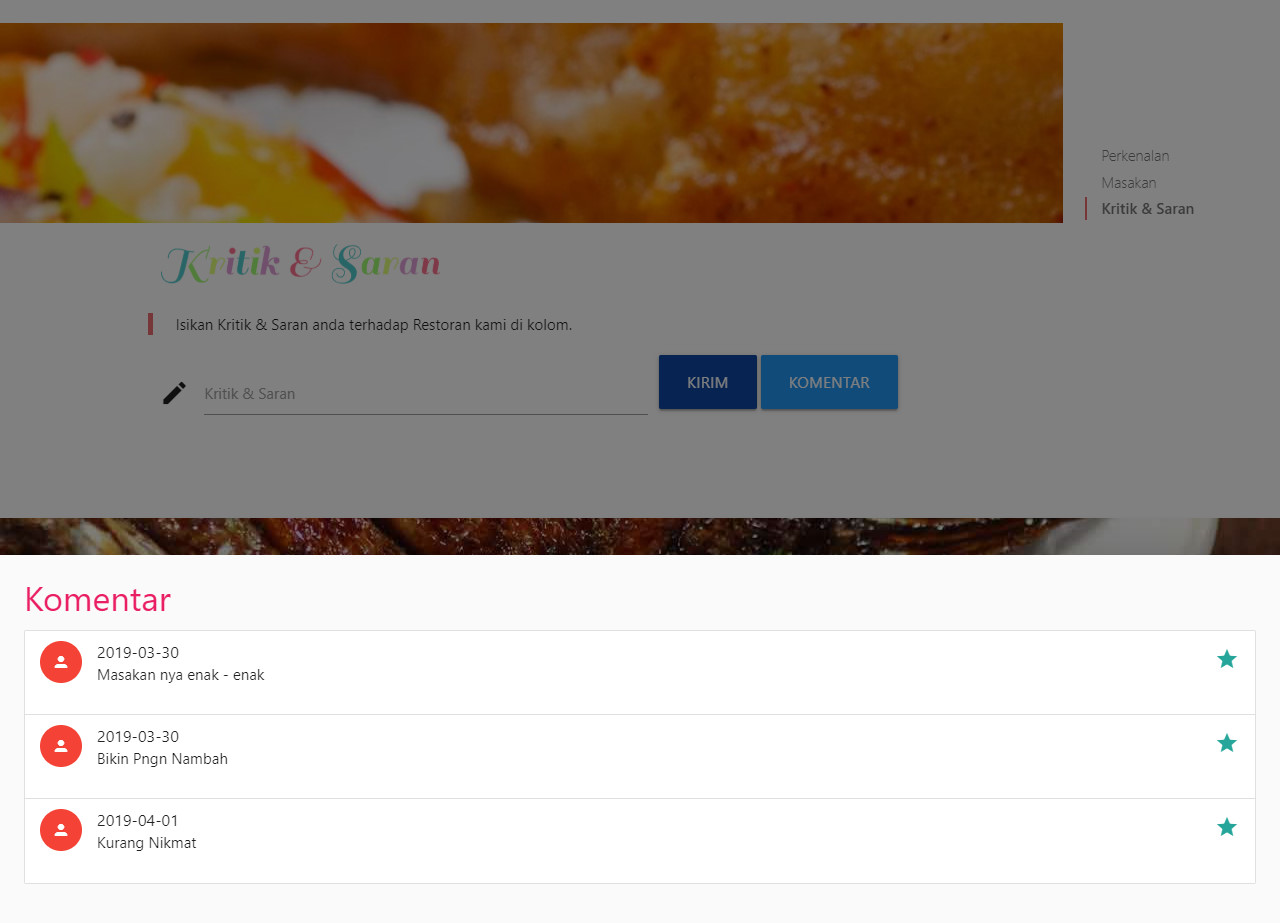 Perkenalan
Masakan
Kritik & Saran
Kritik & Saran
Isikan Kritik & Saran anda terhadap Restoran kami di kolom.
Kritik & Saran
KIRIM
KOMENTAR
Komentar
2019-03-30
Masakan nya enak - enak
2019-03-30
Bikin Pngn Nambah
2019-04-01
Kurang Nikmat